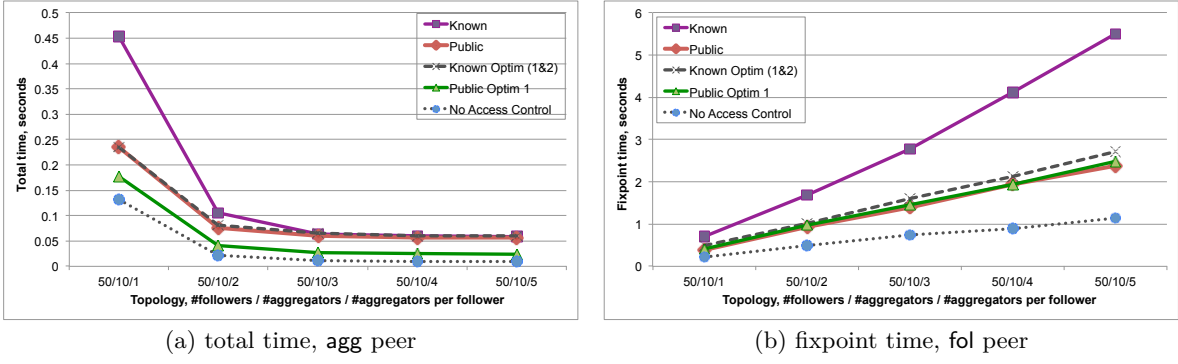 0.5
0.45
0.4
0.35
0.3
0.25
0.2
0.15
0.1
0.05
0
Total time, seconds
Known
Public
Known Optim (1&2)
Public Optim 1
No Access Control
50/10/1 50/10/2 50/10/3 50/10/4 50/10/5
Topology, #followers / #aggregators / #aggregators per follower
(a) total time, agg peer
6
5
4
3
2
1
0
Fixpoint time, seconds
Known
Public
Known Optim (1&2)
Public Optim 1
No Access Control
50/10/1 50/10/2 50/10/3 50/10/4 50/10/5
Topology, #followers / #aggregators / #aggregators per follower
(b) fixpoint time, fol peer